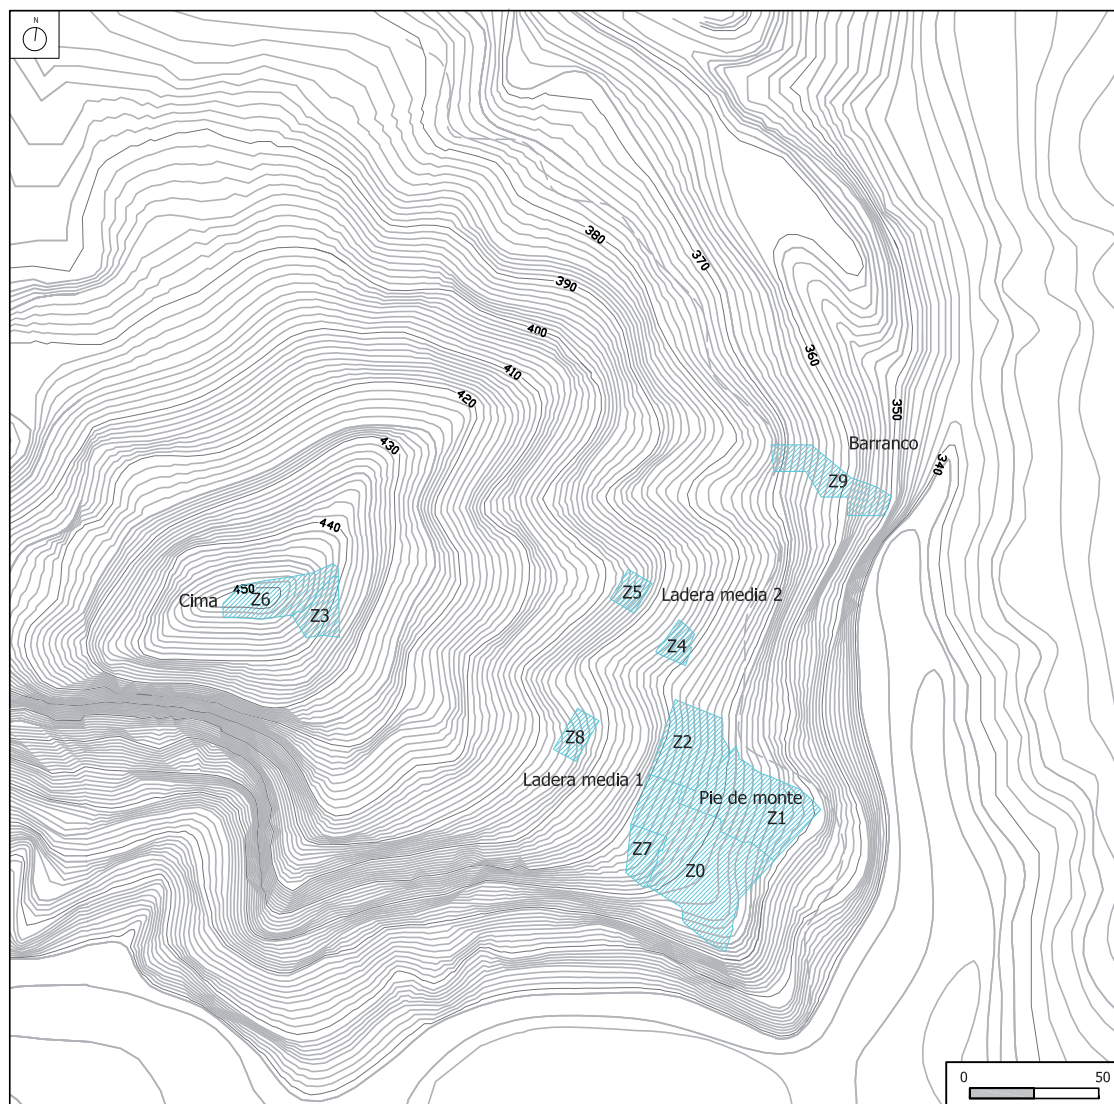 N
380
370
390
400
360
410
420
350
430
Barranco
340
Z9
440
450
Cima
Z6
Z3
Z5
Ladera media 2
Z4
Z8
Z2
Ladera media 1
Pie de monte
Z1
Z7
Z0
0
50